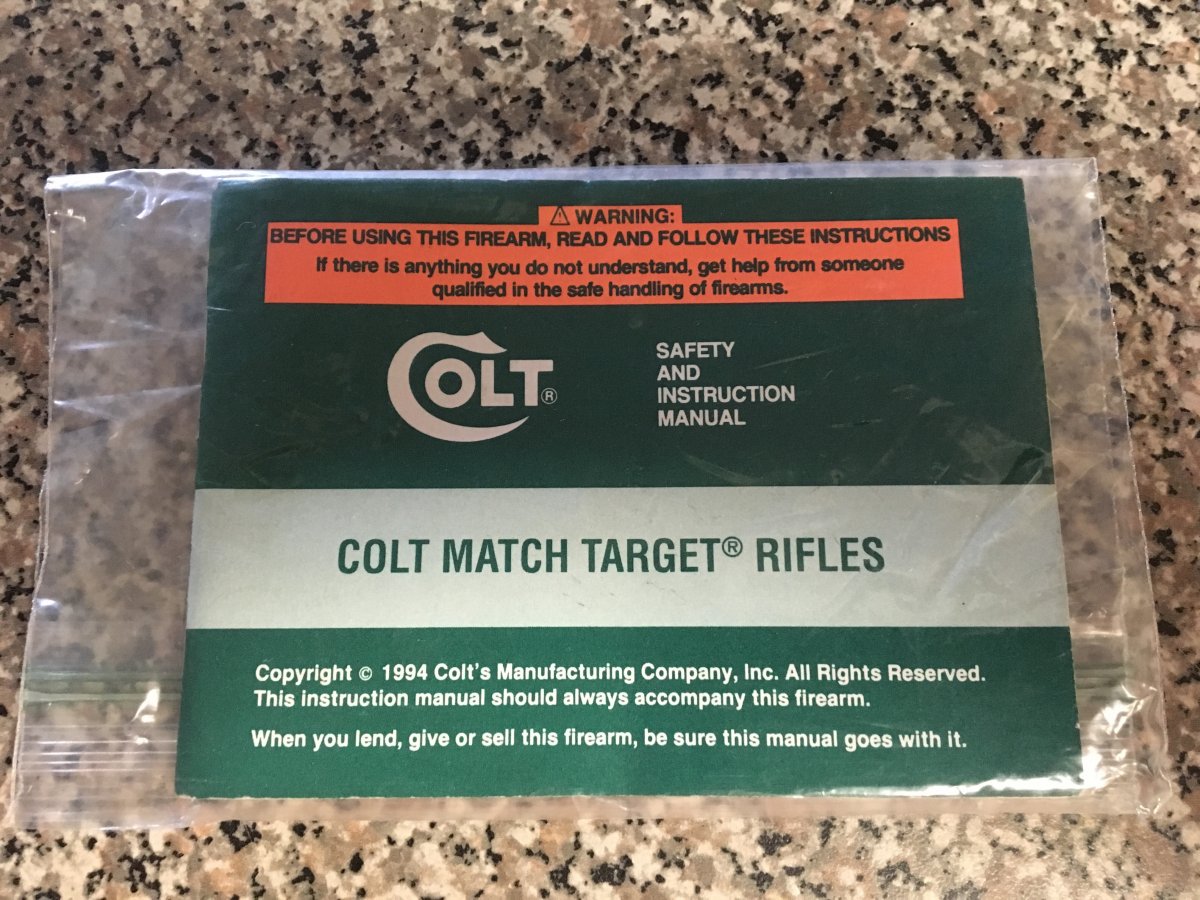 ⚠ WARNING:
BEFORE USING THIS FIREARM, READ AND FOLLOW THESE INSTRUCTIONS
If there is anything you do not understand, get help from someone
qualified in the safe handling of firearms.
COLT®
SAFETY
AND
INSTRUCTION
MANUAL
COLT MATCH TARGET® RIFLES
Copyright © 1994 Colt's Manufacturing Company, Inc. All Rights Reserved.
This instruction manual should always accompany this firearm.
When you lend, give or sell this firearm, be sure this manual goes with it.